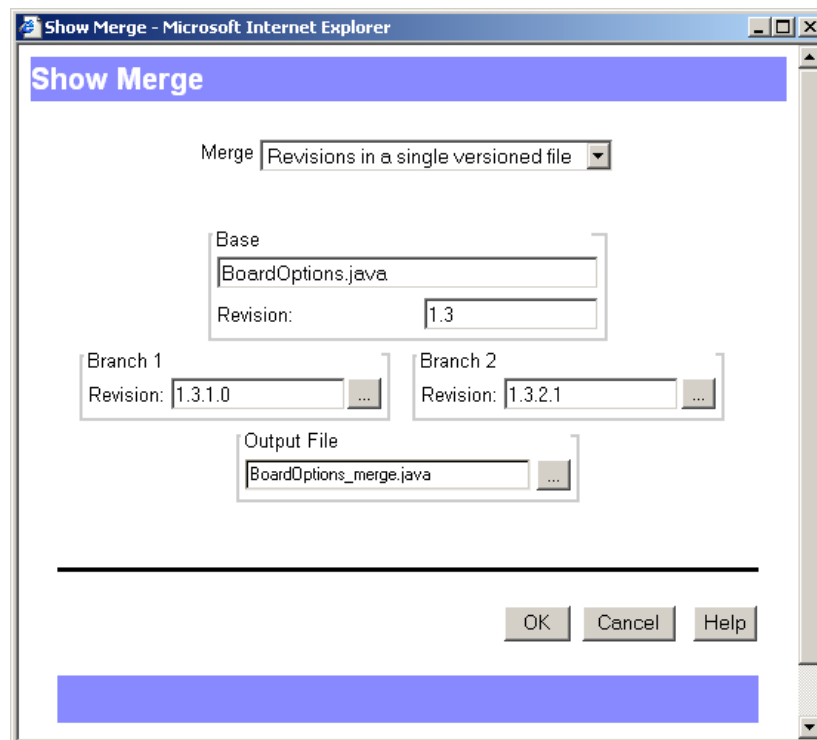 Show Merge - Microsoft Internet Explorer
Show Merge
Merge Revisions in a single versioned file
Base
BoardOptions.java
Revision: 1.3
Branch 1
Revision: 1.3.1.0 ...
Branch 2
Revision: 1.3.2.1 ...
Output File
BoardOptions_merge.java ...
OK Cancel Help